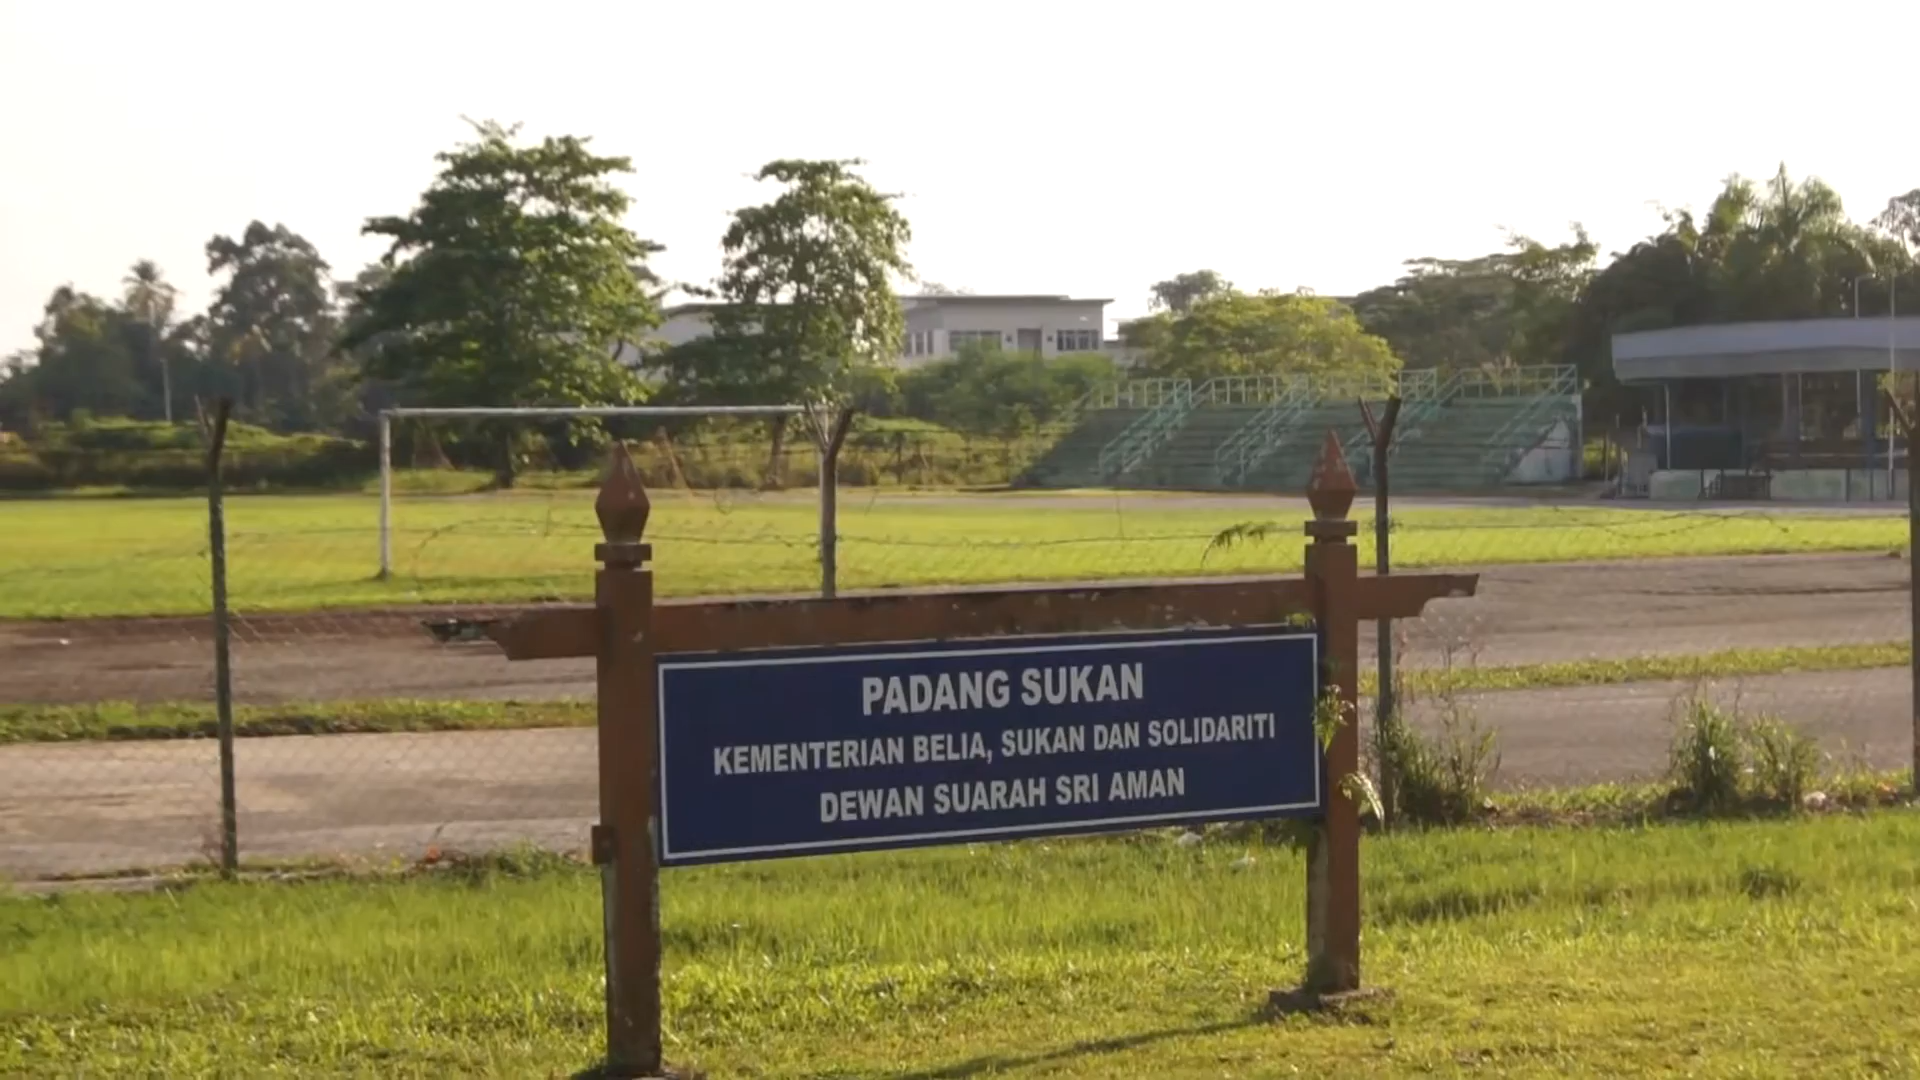 PADANG SUKAN
KEMENTERIAN BELIA, SUKAN DAN SOLIDARITI
DEWAN SUARAH SRI AMAN